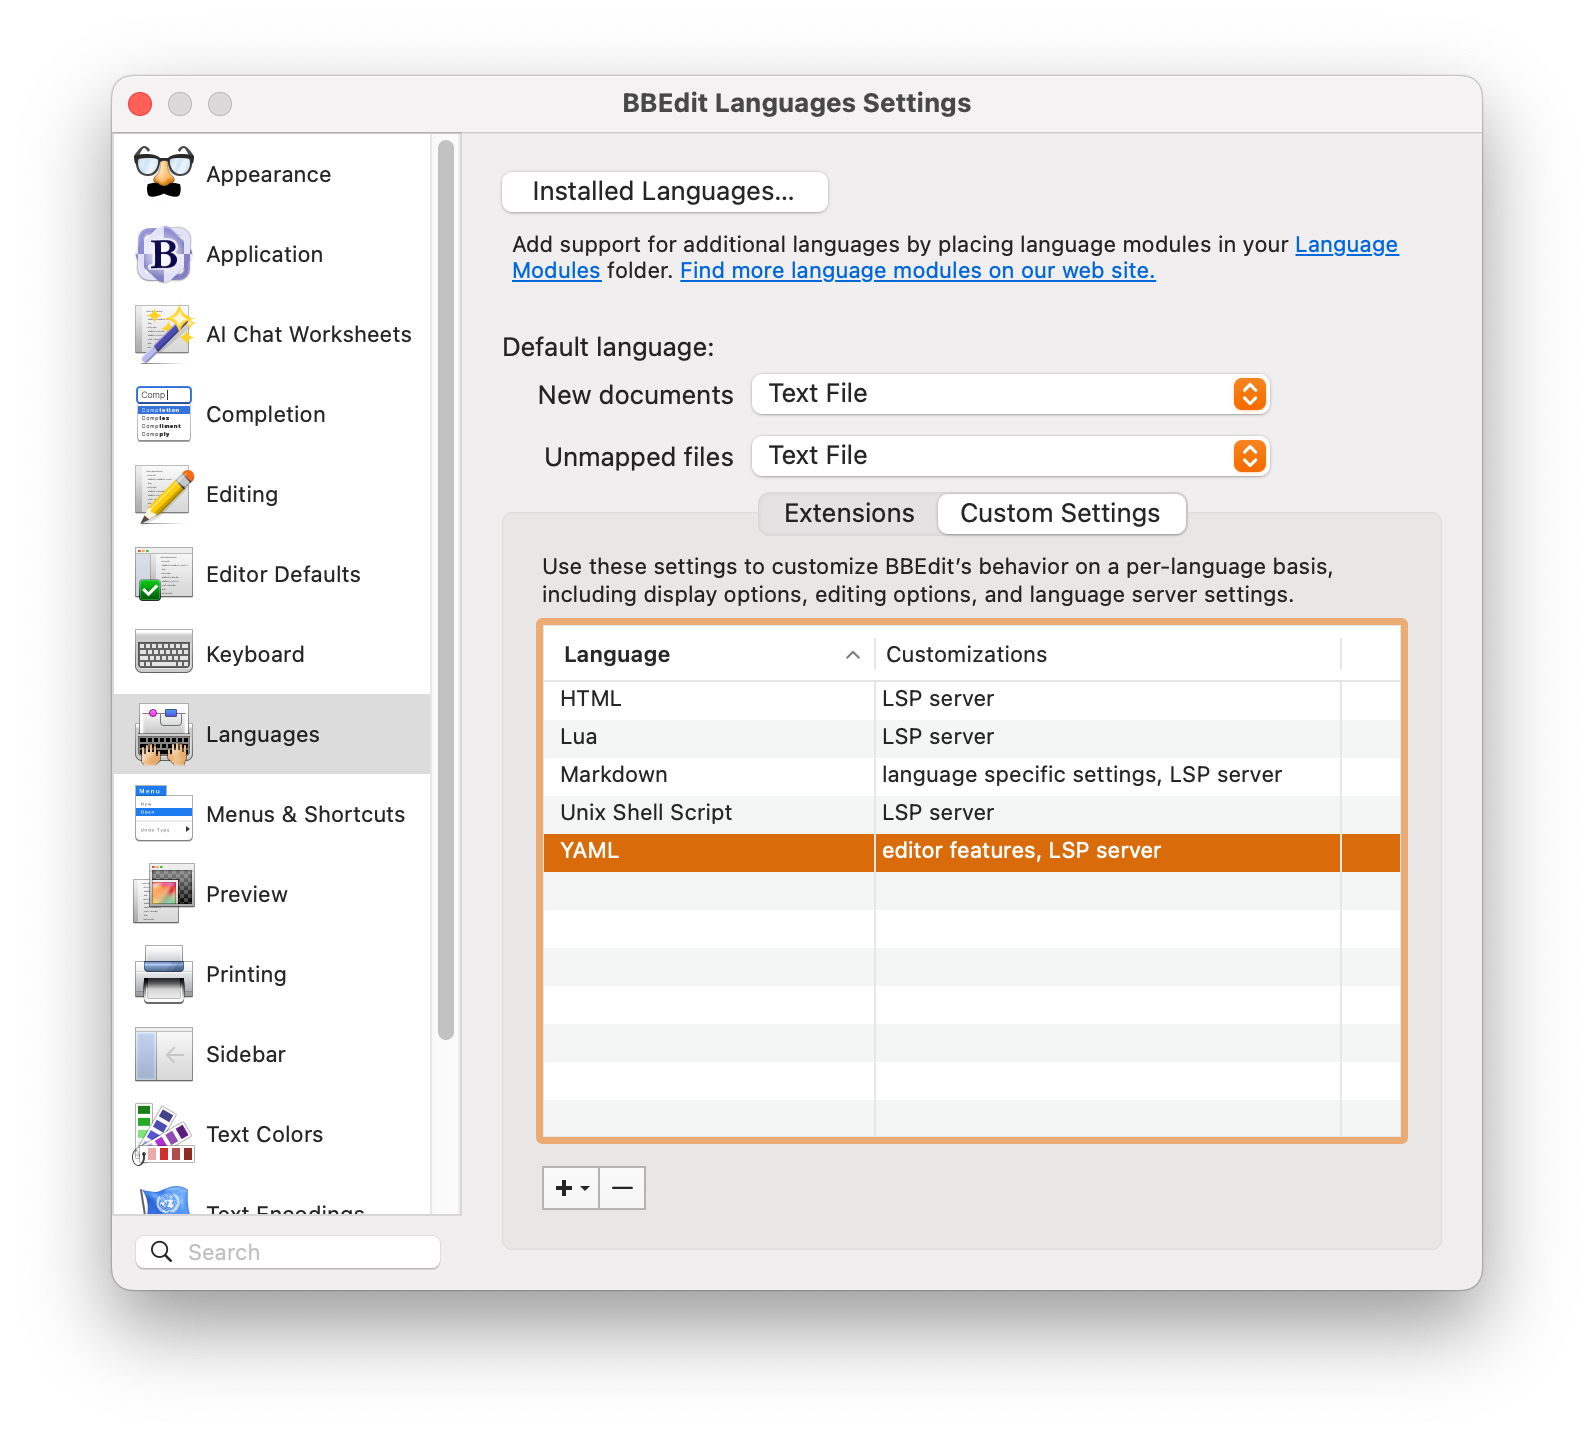 BBEdit Languages Settings
Appearance
Application
AI Chat Worksheets
Completion
Editing
Editor Defaults
Keyboard
Languages
Menus & Shortcuts
Preview
Printing
Sidebar
Text Colors
Text Encodings
Search
Installed Languages...
Add support for additional languages by placing language modules in your Language
Modules folder. Find more language modules on our web site.
Default language:
New documents Text File
Unmapped files Text File
Extensions Custom Settings
Use these settings to customize BBEdit’s behavior on a per-language basis,
including display options, editing options, and language server settings.
Language Customizations
HTML LSP server
Lua LSP server
Markdown language specific settings, LSP server
Unix Shell Script LSP server
YAML editor features, LSP server